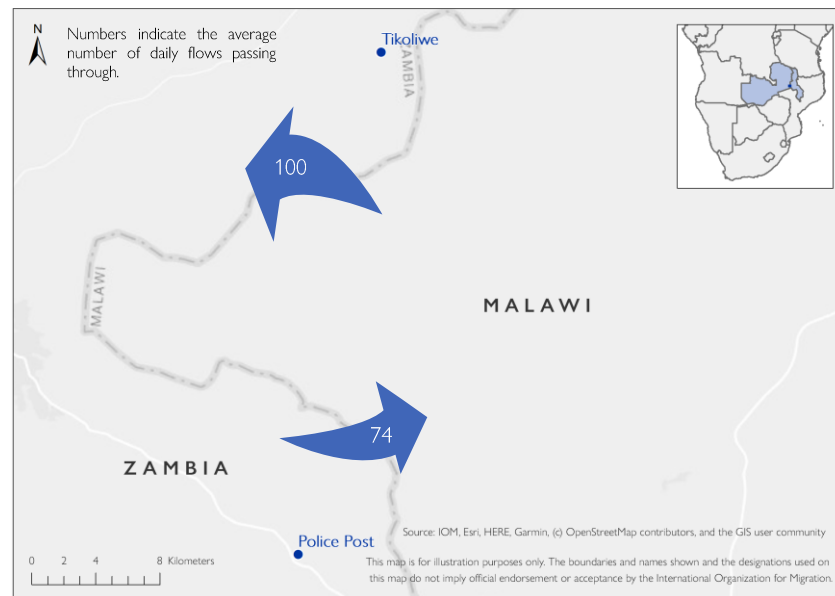 N
Numbers indicate the average
number of daily flows passing
through.
Tikoliwe
ZAMBIA
100
MALAWI
MALAWI
74
ZAMBIA
Police Post
Source: IOM, Esri, HERE, Garmin, (c) OpenStreetMap contributors, and the GIS user community
0 2 4 6 8 Kilometers
This map is for illustration purposes only. The boundaries and names shown and the designations used on
this map do not imply official endorsement or acceptance by the International Organization for Migration.